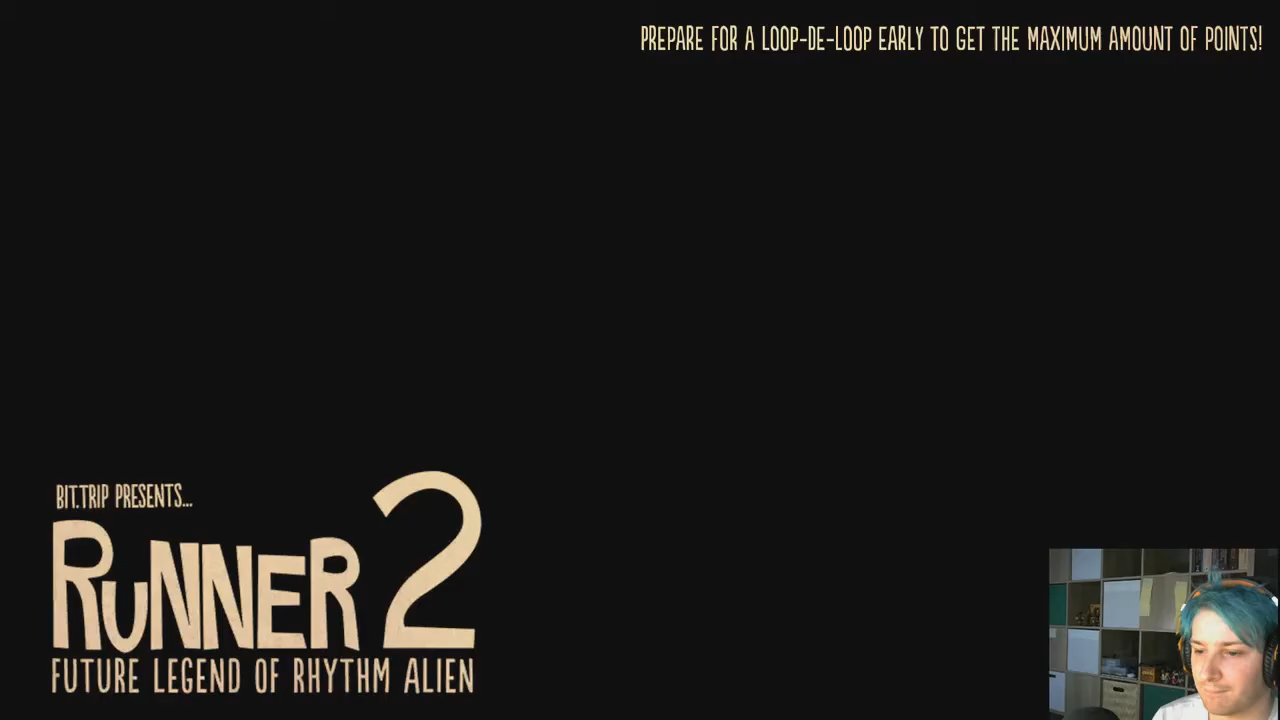 PREPARE FOR A LOOP-DE-LOOP EARLY TO GET THE MAXIMUM AMOUNT OF POINTS!
BIT.TRIP PRESENTS...
RUNNER 2
FUTURE LEGEND OF RHYTHM ALIEN